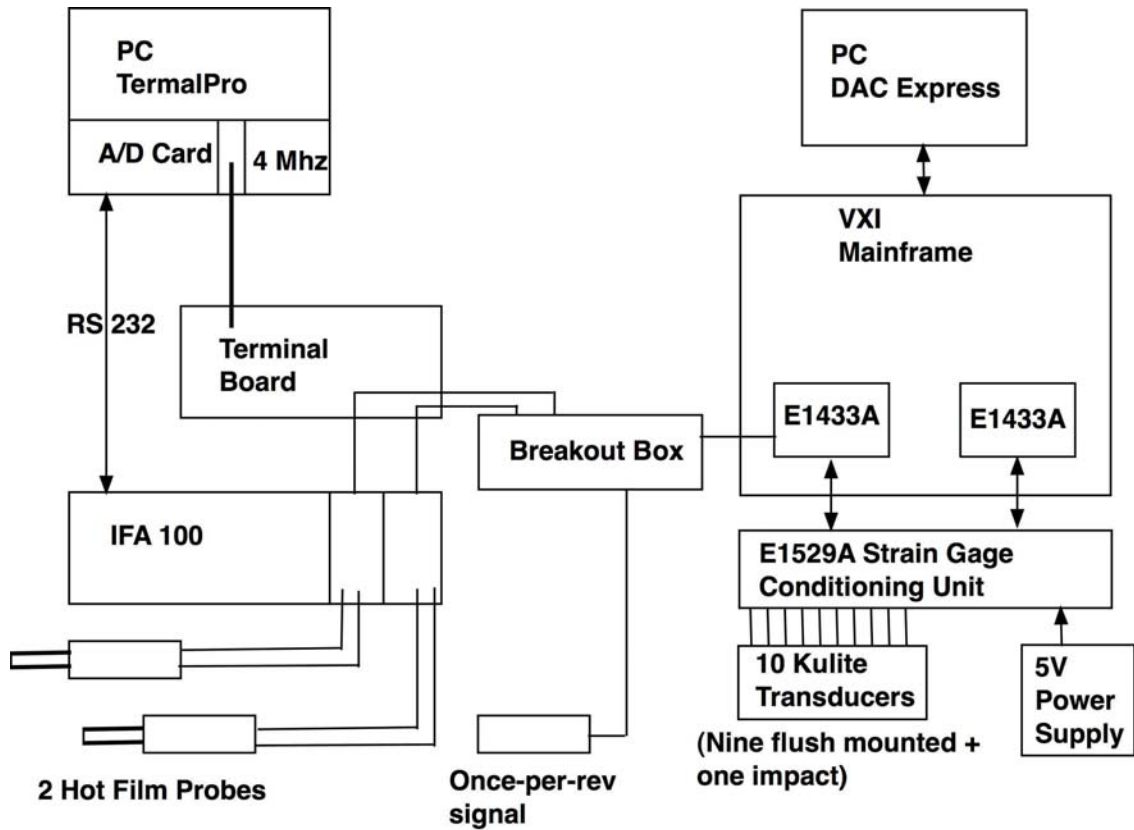 PC
TermalPro
A/D Card
4 Mhz
RS 232
Terminal
Board
IFA 100
2 Hot Film Probes
Breakout Box
Once-per-rev
signal
PC
DAC Express
VXI
Mainframe
E1433A
E1433A
E1529A Strain Gage
Conditioning Unit
10 Kulite
Transducers
(Nine flush mounted +
one impact)
5V
Power
Supply